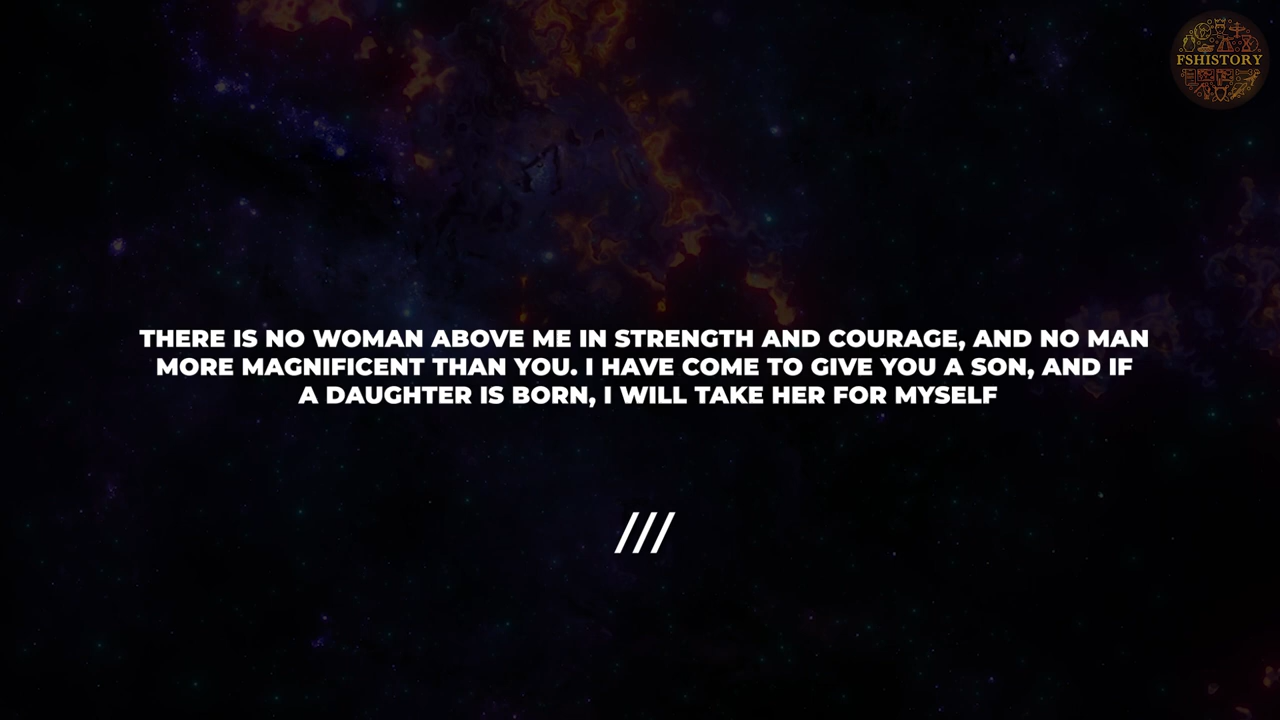 FSHISTORY
THERE IS NO WOMAN ABOVE ME IN STRENGTH AND COURAGE, AND NO MAN
MORE MAGNIFICENT THAN YOU. I HAVE COME TO GIVE YOU A SON, AND IF
A DAUGHTER IS BORN, I WILL TAKE HER FOR MYSELF
///